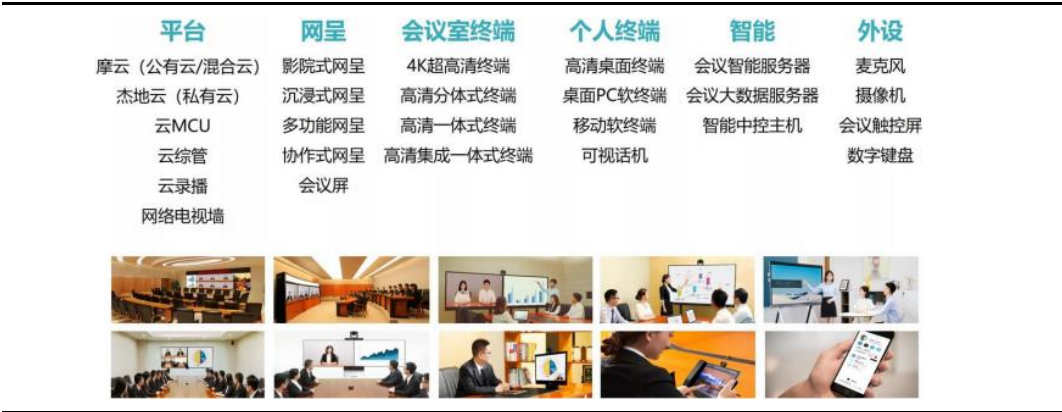 平台 网呈 会议室终端 个人终端 智能 外设
摩云（公有云/混合云） 影院式网呈 4K超高清终端 高清桌面终端 会议智能服务器 麦克风
杰地云（私有云） 沉浸式网呈 高清分体式终端 桌面PC软终端 会议大数据服务器 摄像机
云MCU 多功能网呈 高清一体式终端 移动软终端 智能中控主机 会议触控屏
云综管 协作式网呈 高清集成一体式终端 可视话机 数字键盘
云录播 会议屏
网络电视墙